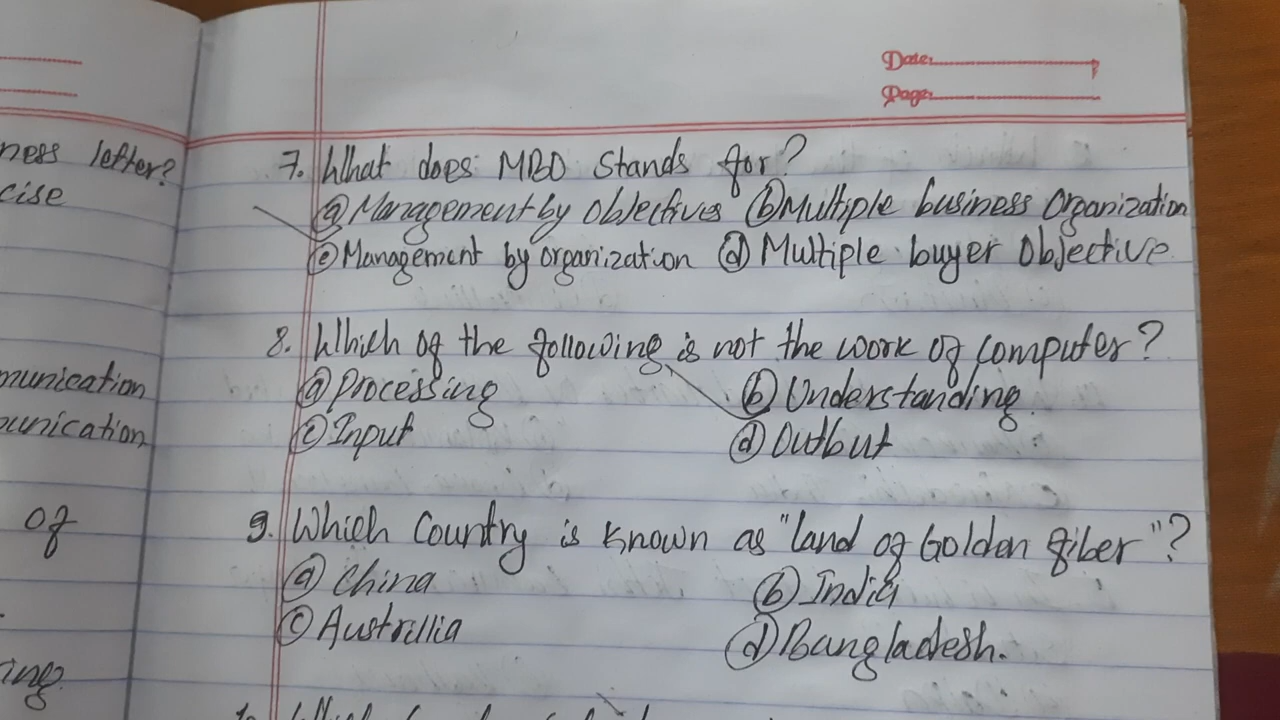 Date:
Page:
ness letter?
cise
munication
unication
of
ing.
7. What does MBO Stands for?
(a) Management by Objectives (b) Multiple business Organization
(c) Management by organization (d) Multiple buyer Objective.
8. Which of the following is not the work of computer?
(a) Processing (b) Understanding.
(c) Input (d) Outbut
9. Which Country is known as "land of Golden fiber"?
(a) China (b) India
(c) Austrillia (d) Bangladesh.